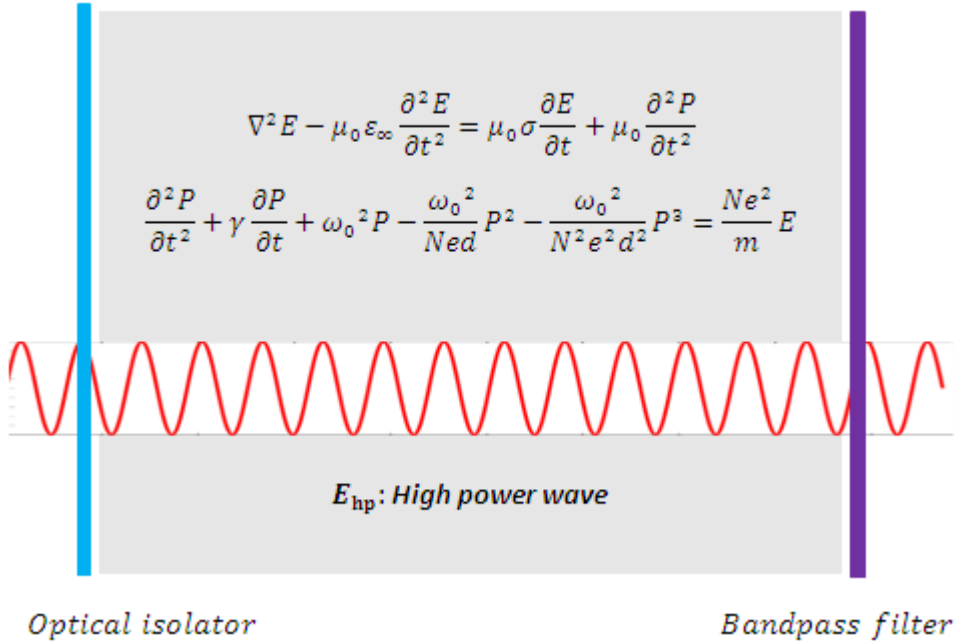 ∇²E − μ₀ε∞ ∂²E/∂t² = μ₀σ ∂E/∂t + μ₀ ∂²P/∂t²
∂²P/∂t² + γ ∂P/∂t + ω₀²P − ω₀²/Ned P² − ω₀²/N²e²d² P³ = Ne²/m E
E_hp: High power wave
Optical isolator Bandpass filter